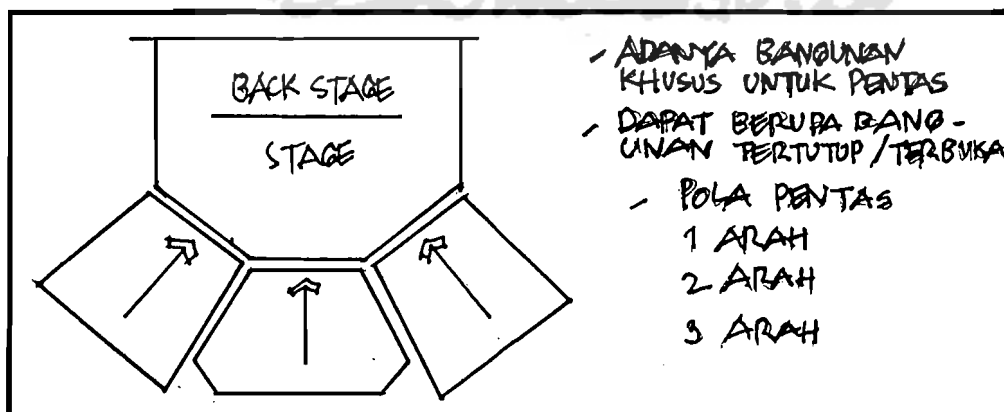 BACK STAGE
STAGE
- ADANYA BANGUNAN
KHUSUS UNTUK PENTAS
- DAPAT BERUPA BANG-
UNAN TERTUTUP/TERBUKA
- POLA PENTAS
1 ARAH
2 ARAH
3 ARAH